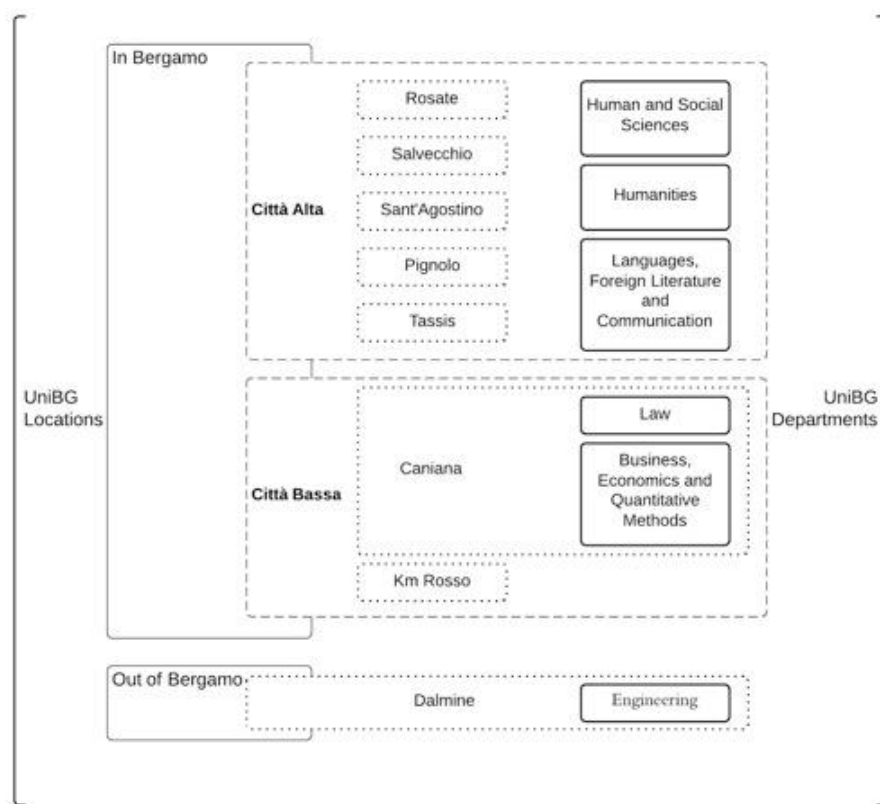 In Bergamo
Rosate
Human and Social
Sciences
Salvecchio
Humanities
Città Alta
Sant'Agostino
Pignolo
Languages,
Foreign Literature
and
Communication
Tassis
UniBG
Locations
UniBG
Departments
Law
Caniana
Business,
Economics and
Quantitative
Methods
Città Bassa
Km Rosso
Out of Bergamo
Dalmine
Engineering